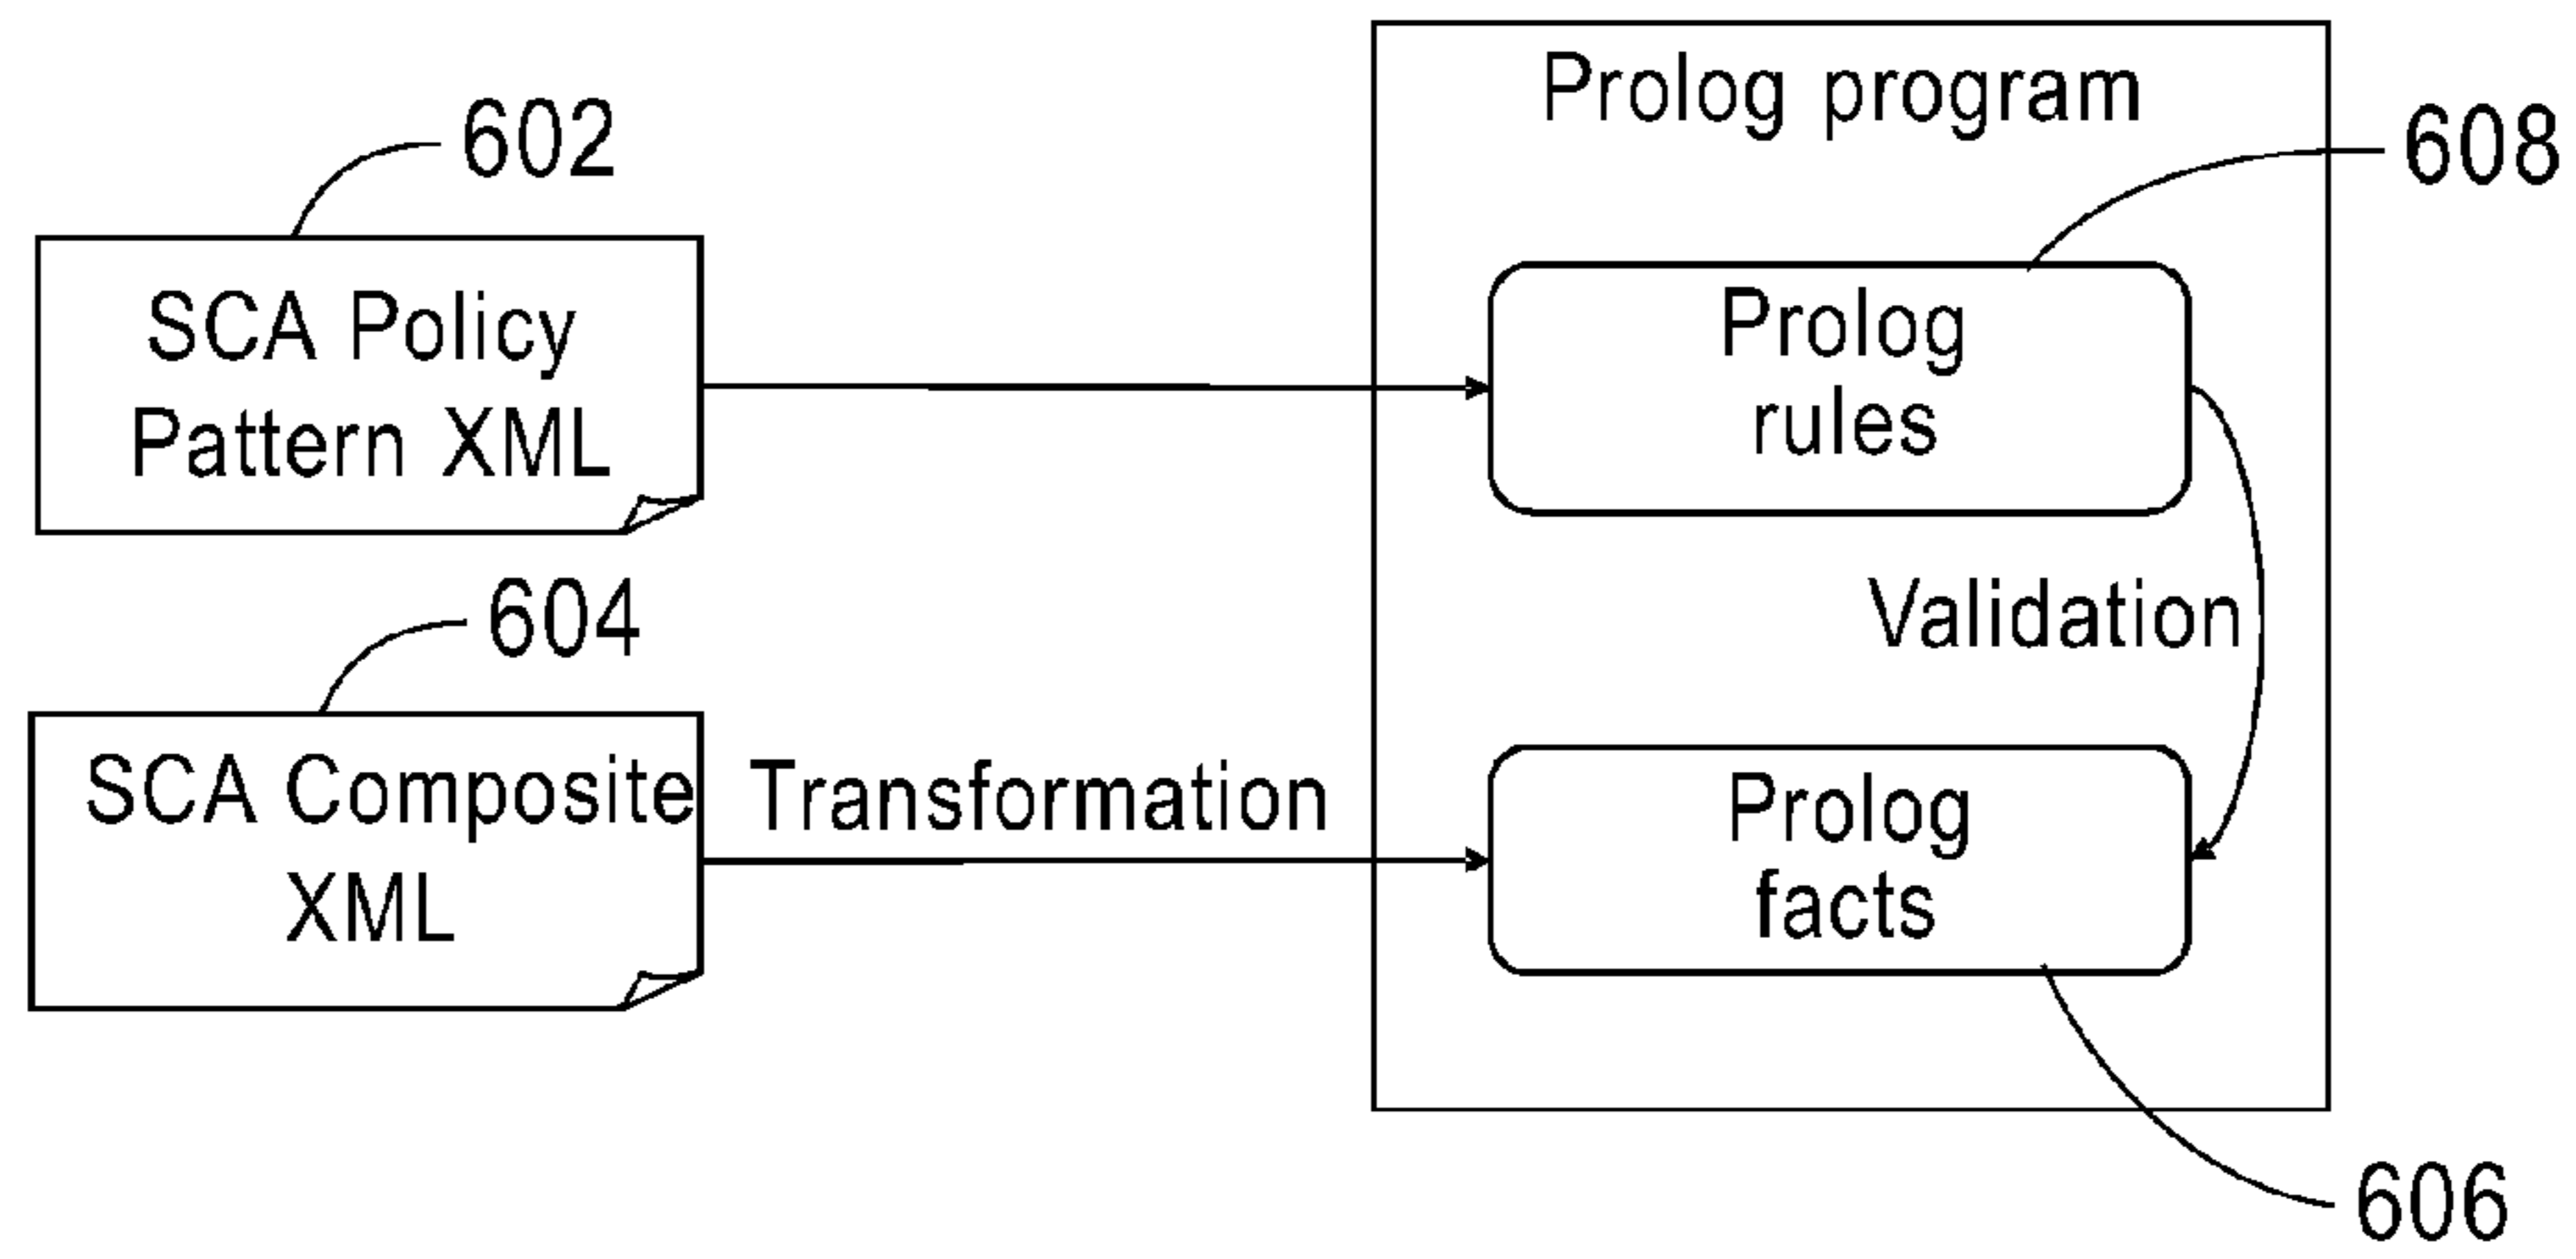 Prolog program
602
608
SCA Policy
Pattern XML
Prolog
rules
604
Validation
SCA Composite
XML
Transformation
Prolog
facts
606